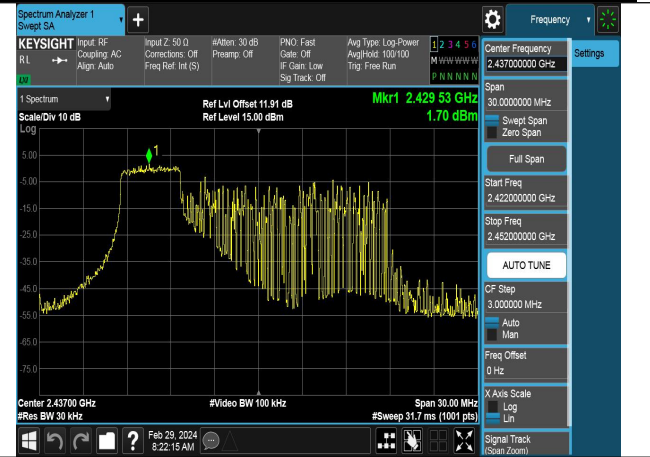 Spectrum Analyzer 1
Swept SA
+
Frequency
KEYSIGHT
Input: RF
Input Z: 50 Ω
#Atten: 30 dB
PNO: Fast
Avg Type: Log-Power
1 2 3 4 5 6
RL
Coupling: AC
Corrections: Off
Preamp: Off
Gate: Off
Avg|Hold: 100/100
M W W W W W
Align: Auto
Freq Ref: Int (S)
IF Gain: Low
Trig: Free Run
Sig Track: Off
P N N N N N
LXI
1 Spectrum
Mkr1 2.429 53 GHz
Ref Lvl Offset 11.91 dB
Scale/Div 10 dB
Ref Level 15.00 dBm
1.70 dBm
Log
1
5.00
-5.00
-15.0
-25.0
-35.0
-45.0
-55.0
-65.0
-75.0
Center 2.43700 GHz
#Video BW 100 kHz
Span 30.00 MHz
#Res BW 30 kHz
#Sweep 31.7 ms (1001 pts)
Feb 29, 2024
8:22:15 AM
?
Center Frequency
2.437000000 GHz
Settings
Span
30.0000000 MHz
Swept Span
Zero Span
Full Span
Start Freq
2.422000000 GHz
Stop Freq
2.452000000 GHz
AUTO TUNE
CF Step
3.000000 MHz
Auto
Man
Freq Offset
0 Hz
X Axis Scale
Log
Lin
Signal Track
(Span Zoom)